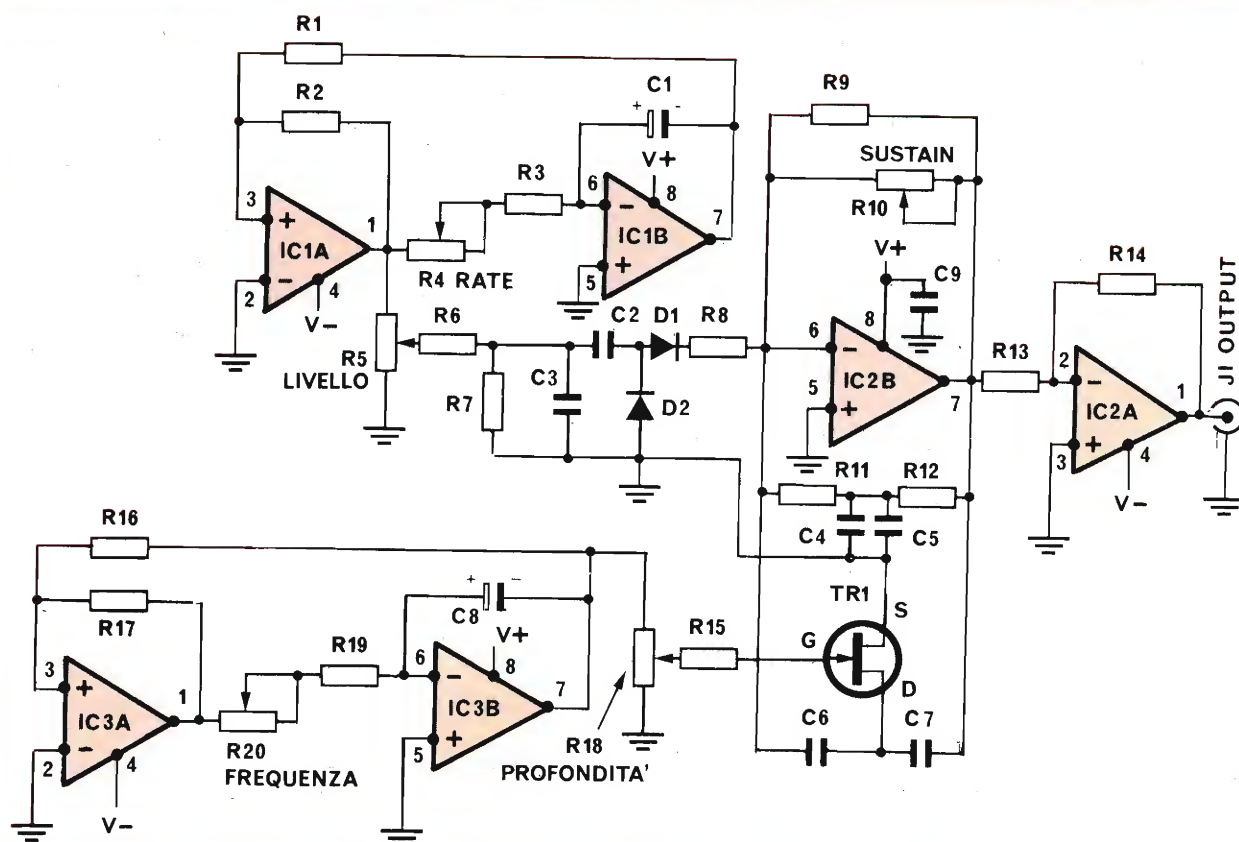 R1
R2
C1
+ -
V+
R3
3
+
IC1A
-
2
1
4
V-
R4 RATE
6
-
8
IC1B
+
5
7
R9
SUSTAIN
R10
V+
C9
R5
LIVELLO
R6
R7
C3
C2
D1
D2
R8
6
-
8
IC2B
+
5
7
R13
R14
2
-
IC2A
+
3
1
4
V-
J1 OUTPUT
R11
R12
C4
C5
TR1
S
G
D
C6
C7
R16
R17
3
+
IC3A
-
2
1
4
V-
R20
FREQUENZA
R19
+ -
C8
V+
6
-
8
IC3B
+
5
7
R18
PROFONDITA'
R15